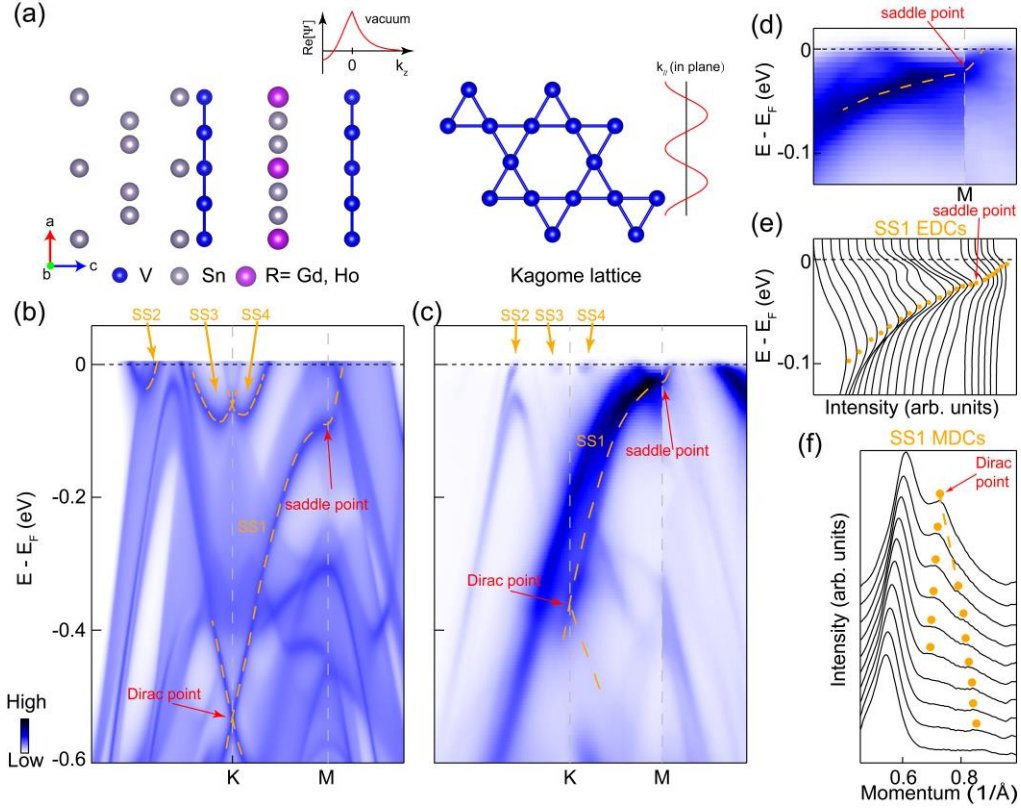 (a)
Re[Ψ]
vacuum
0
k_z
k_//(in plane)
a
b
c
V
Sn
R= Gd, Ho
Kagome lattice
(b)
SS2
SS3
SS4
E - E_F (eV)
0
-0.2
-0.4
-0.6
SS1
saddle point
Dirac point
High
Low
K
M
(c)
SS2
SS3
SS4
SS1
saddle point
Dirac point
K
M
(d)
saddle point
E - E_F (eV)
0
-0.1
M
(e)
SS1 EDCs
saddle point
E - E_F (eV)
0
-0.1
Intensity (arb. units)
(f)
SS1 MDCs
Dirac
point
Intensity (arb. units)
0.6
0.8
Momentum (1/Å)